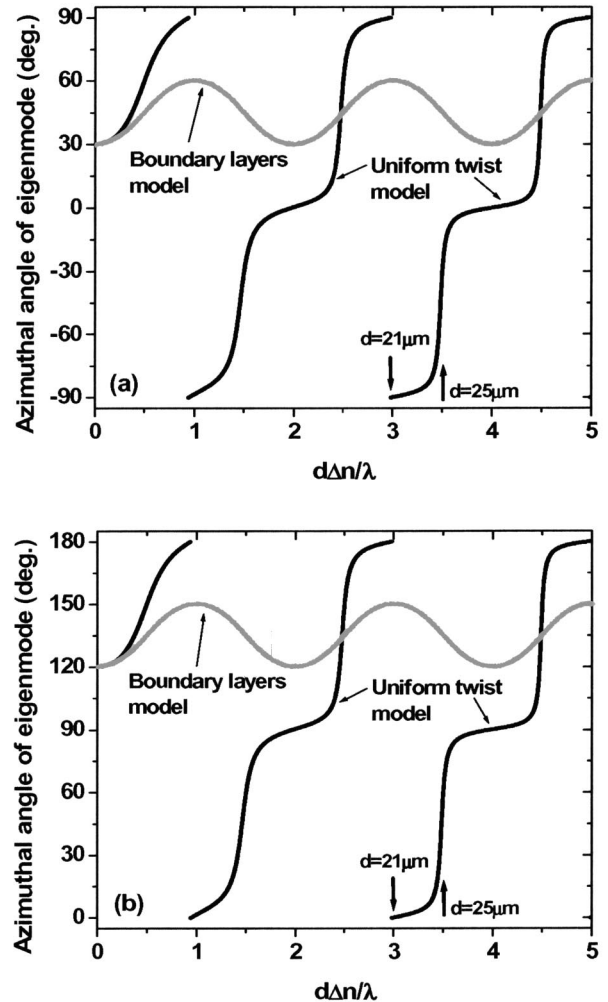 Azimuthal angle of eigenmode (deg.)
90
60
30
0
-30
-60
-90
Boundary layers
model
Uniform twist
model
d=21μm
d=25μm
(a)
0
1
2
3
4
5
dΔn/λ
Azimuthal angle of eigenmode (deg.)
180
150
120
90
60
30
0
Boundary layers
model
Uniform twist
model
d=21μm
d=25μm
(b)
0
1
2
3
4
5
dΔn/λ